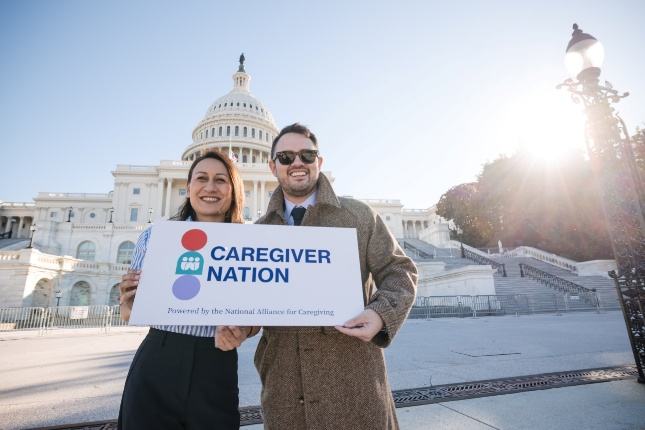 CAREGIVER
NATION
Powered by the National Alliance for Caregiving